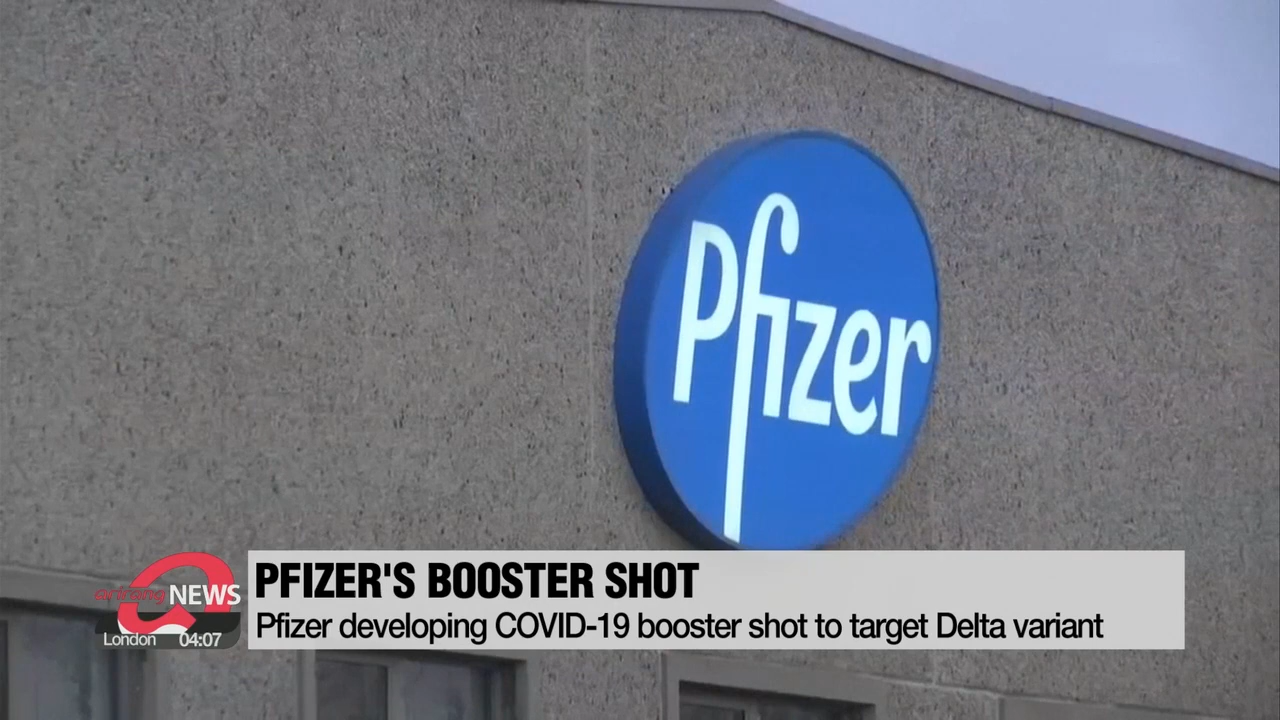 Pfizer
PFIZER'S BOOSTER SHOT
Pfizer developing COVID-19 booster shot to target Delta variant
arirang NEWS
London 04:07